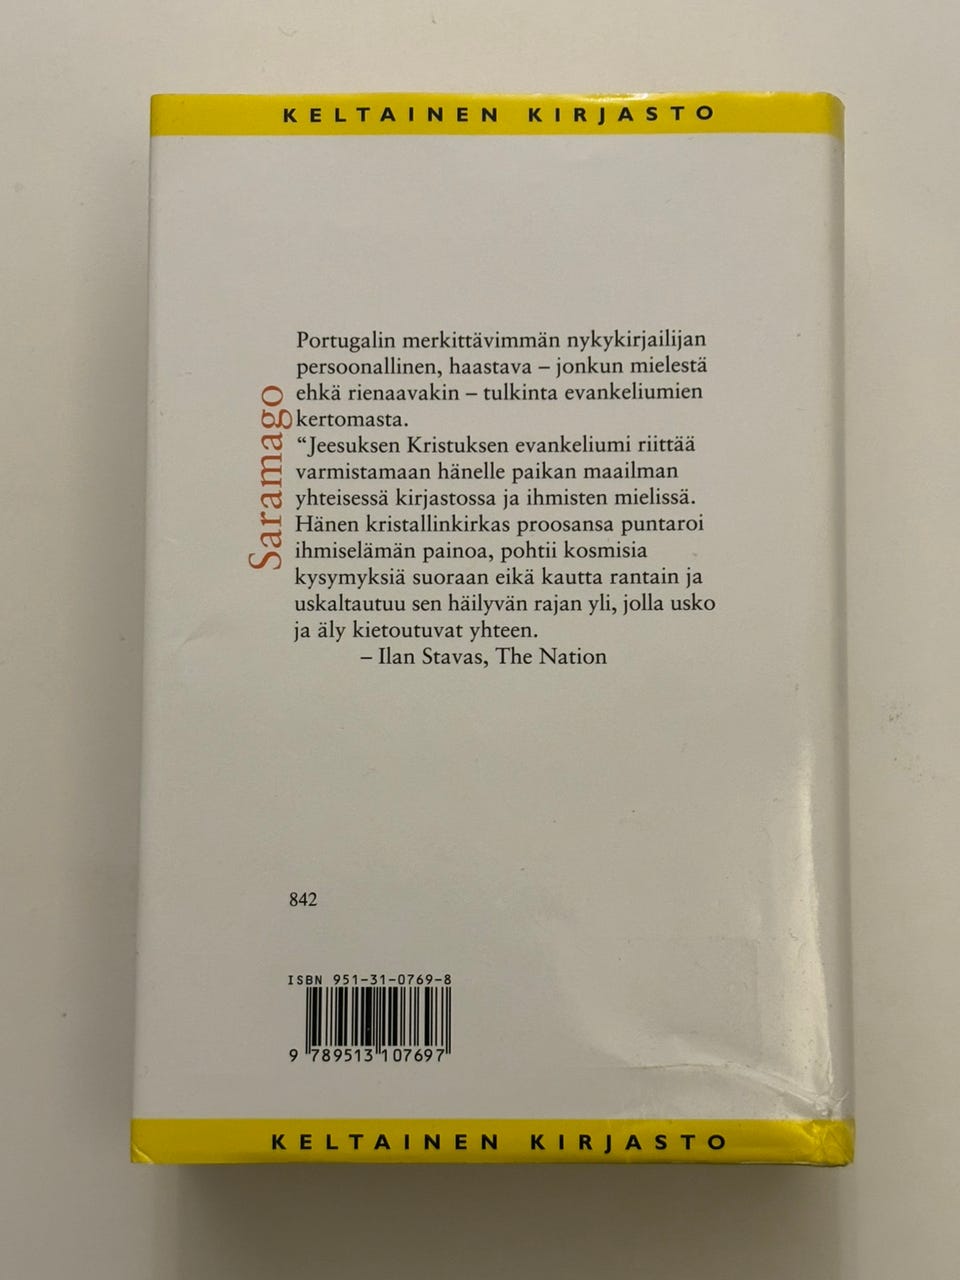 KELTAINEN KIRJASTO
Saramago
Portugalin merkittävimmän nykykirjailijan
persoonallinen, haastava – jonkun mielestä
ehkä rienaavakin – tulkinta evankeliumien
kertomasta.
“Jeesuksen Kristuksen evankeliumi riittää
varmistamaan hänelle paikan maailman
yhteisessä kirjastossa ja ihmisten mielissä.
Hänen kristallinkirkas proosansa puntaroi
ihmiselämän painoa, pohtii kosmisia
kysymyksiä suoraan eikä kautta rantain ja
uskaltautuu sen häilyvän rajan yli, jolla usko
ja äly kietoutuvat yhteen.
– Ilan Stavas, The Nation
842
ISBN 951-31-0769-8
9 789513 107697
KELTAINEN KIRJASTO